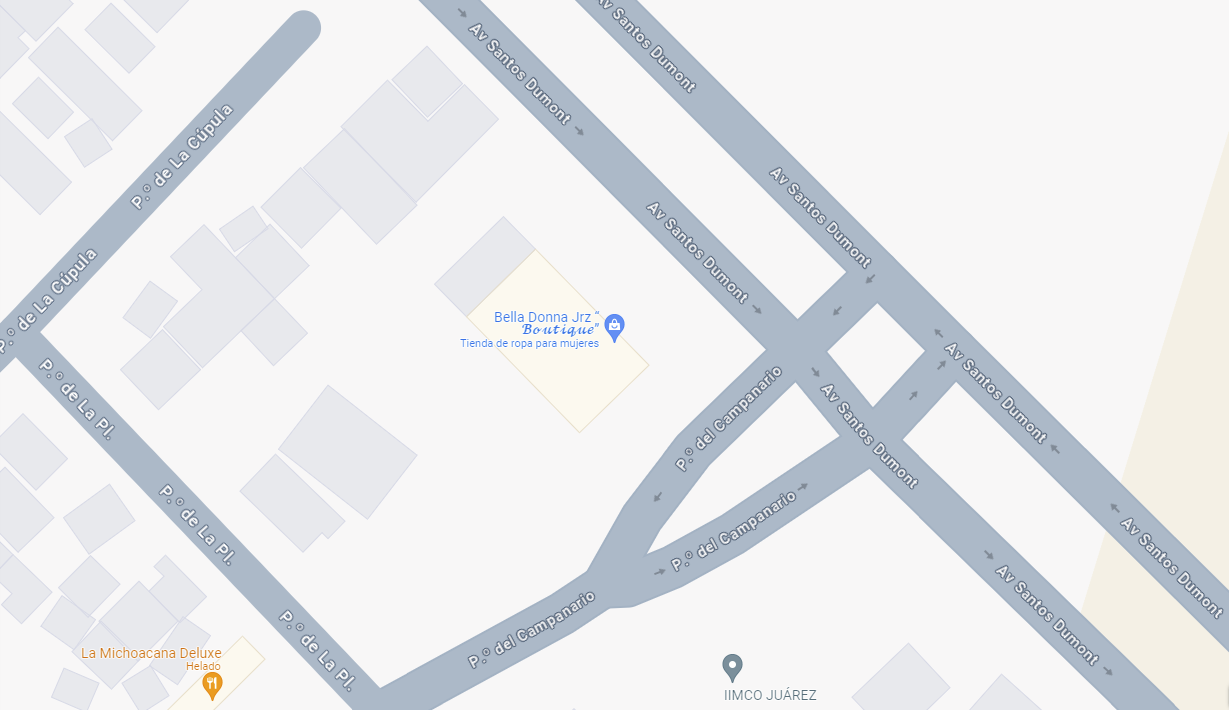 Av Santos Dumont
Av Santos Dumont
P.º de La Cúpula
Av Santos Dumont
Av Santos Dumont
P.º de La Cúpula
Bella Donna Jrz “
𝓑𝓸𝓾𝓽𝓲𝓺𝓾𝓮"
Tienda de ropa para mujeres
P.º de La Pl.
Av Santos Dumont
P.º del Campanario
Av Santos Dumont
P.º de La Pl.
P.º del Campanario
Av Santos Dumont
Av Santos Dumont
P.º del Campanario
P.º de La Pl.
La Michoacana Deluxe
Helado
IIMCO JUÁREZ